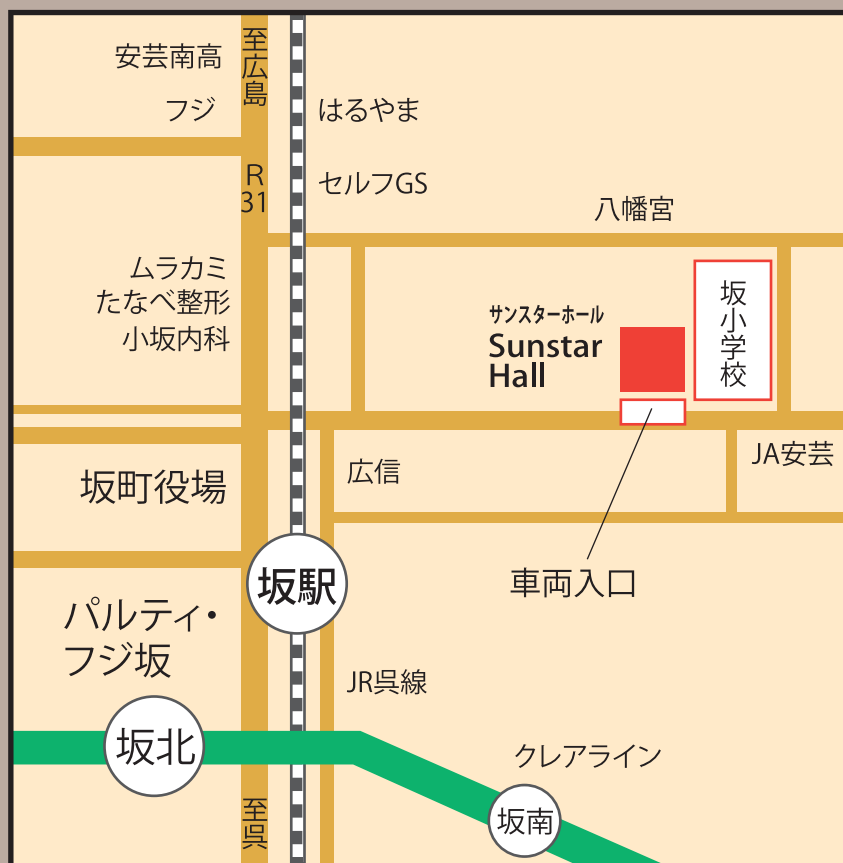 安芸南高
フジ
至広島
はるやま
R
31
セルフGS
八幡宮
ムラカミ
たなべ整形
小坂内科
サンスターホール
Sunstar
Hall
坂小学校
坂町役場
広信
JA安芸
坂駅
車両入口
パルティ・
フジ坂
JR呉線
坂北
クレアライン
至呉
坂南